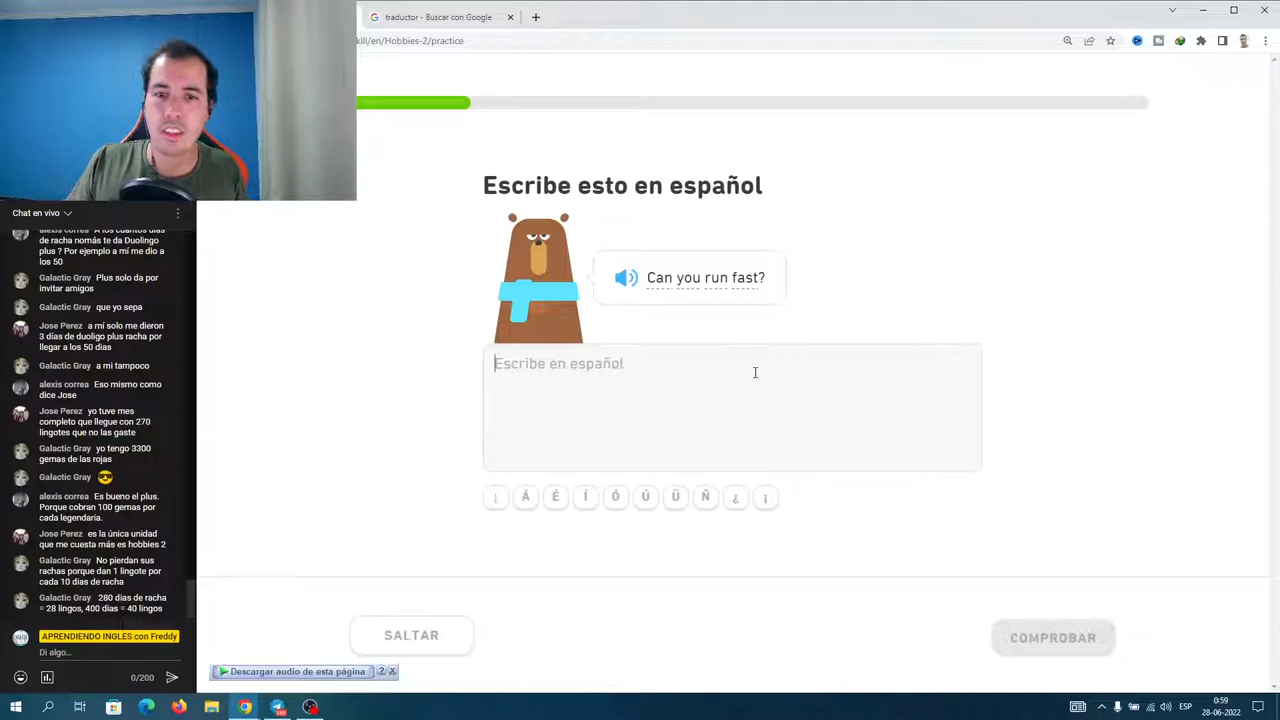 traducтor - Buscar con Google
kill/en/Hobbies-2/practice
Escribe esto en español
Can you run fast?
Escribe en español
↓ Á É Í Ó Ú Ü Ñ ¿ ¡
SALTAR
COMPROBAR
Descargar audio de esta página
? X
Chat en vivo
alexis correa A los cuantos días
de racha nomás te da Duolingo
plus ? Por ejemplo a mí me dio a
los 50
Galactic Gray Plus solo da por
invitar amigos
Galactic Gray que yo sepa
Jose Perez a mí solo me dieron
3 días de duoligo plus racha por
llegar a los 50 dias
Galactic Gray a mi tampoco
alexis correa Eso mismo como
dice Jose
Jose Perez yo tuve mes
completo que llegue con 270
lingotes que no las gaste
Galactic Gray yo tengo 3300
gemas de las rojas
Galactic Gray 😎
alexis correa Es bueno el plus.
Porque cobran 100 gemas por
cada legendaria.
Jose Perez es la única unidad
que me cuesta más es hobbies 2
Galactic Gray No pierdan sus
rachas porque dan 1 lingote por
cada 10 dias de racha
Galactic Gray 280 dias de racha
= 28 lingos, 400 dias = 40 lingos
APRENDIENDO INGLES con Freddy
Di algo...
0/200
ESP
0:59
28-06-2022